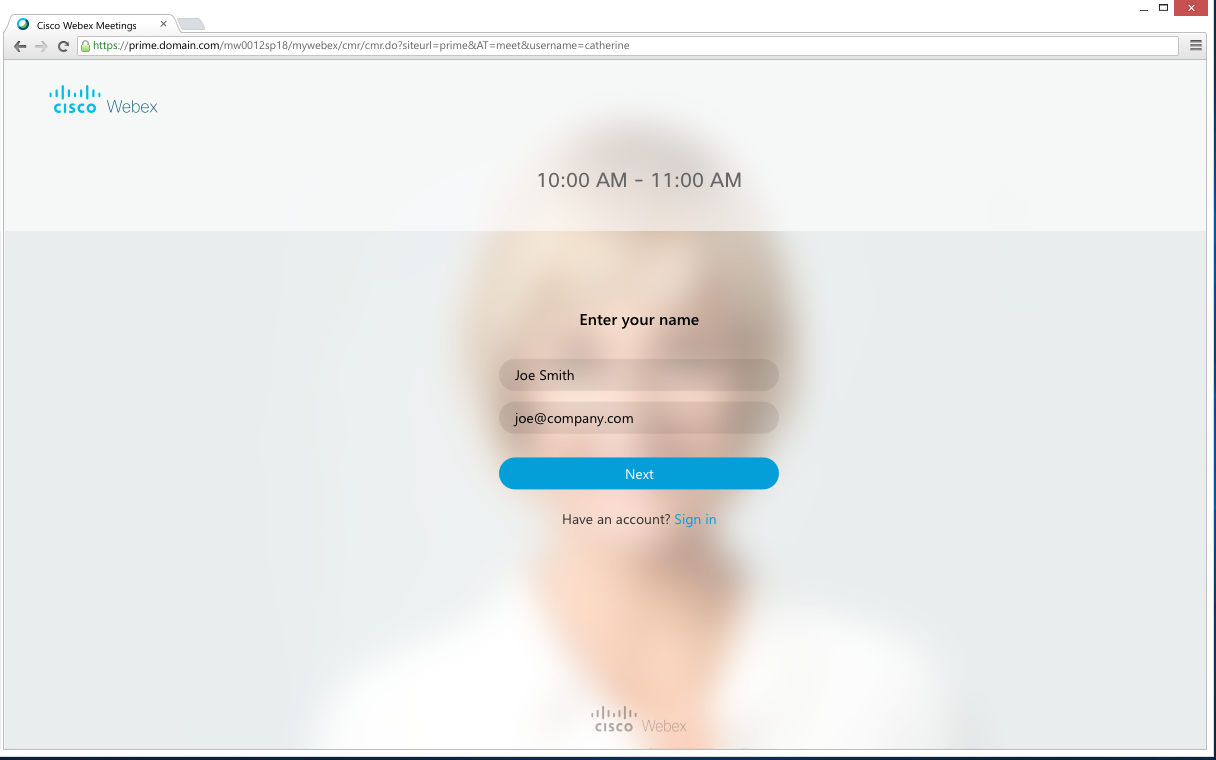 Cisco Webex Meetings
https://prime.domain.com/mw0012sp18/mywebex/cmr/cmr.do?siteurl=prime&AT=meet&username=catherine
cisco Webex
10:00 AM - 11:00 AM
Enter your name
Joe Smith
joe@company.com
Next
Have an account? Sign in
cisco Webex